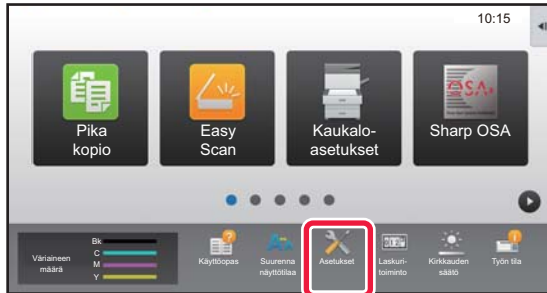 10:15
Pika
kopio
Easy
Scan
Kaukalo-
asetukset
OSA
Sharp OSA
Väriaineen
määrä
Bk
C
M
Y
Käyttöopas
Suurenna
näyttötilaa
Asetukset
Laskuri-
toiminto
Kirkkauden
säätö
Työn tila